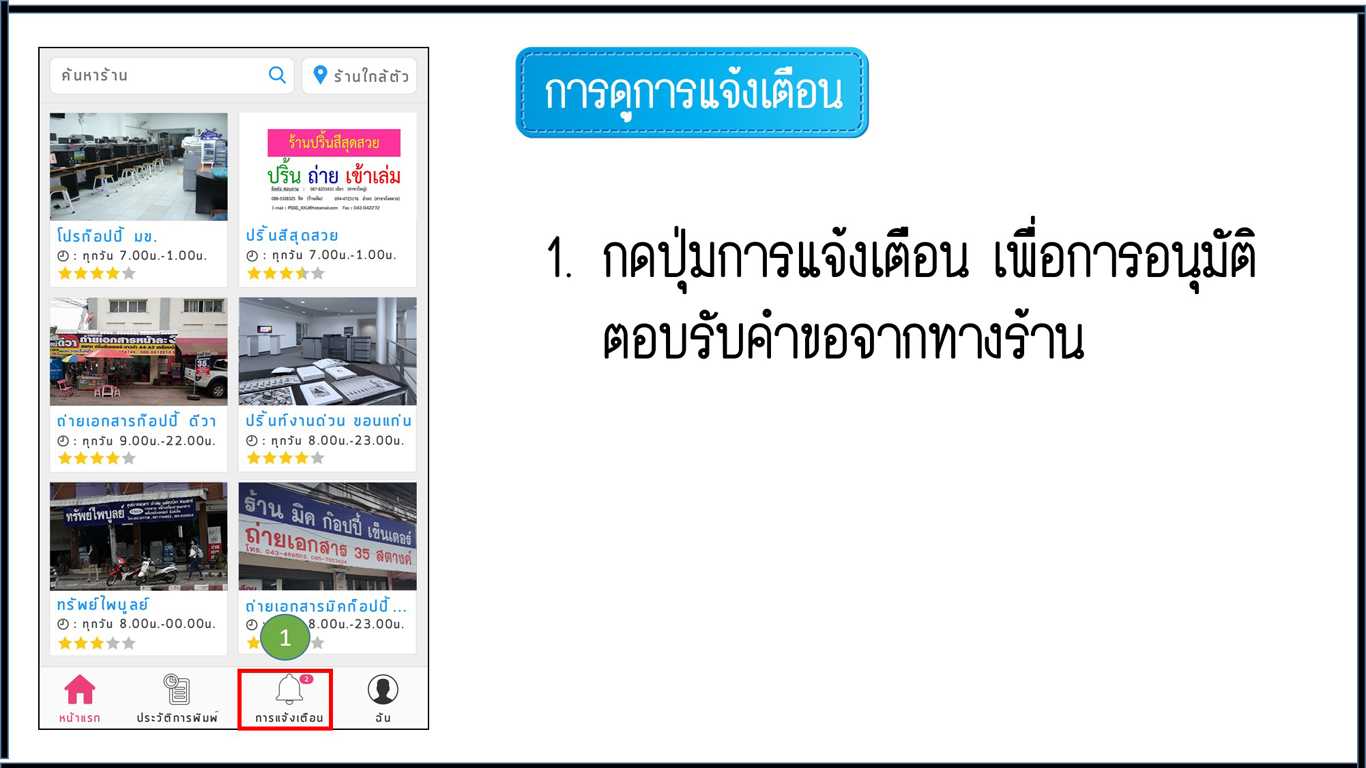 ค้นหาร้าน
ร้านใกล้ตัว
การดูการแจ้งเตือน
ร้านปริ้นสีสุดสวย
ปริ้น ถ่าย เข้าเล่ม
โปรก๊อปปี้ มข.
: ทุกวัน 7.00น.-1.00น.
ปริ้นสีสุดสวย
: ทุกวัน 7.00น.-1.00น.
1. กดปุ่มการแจ้งเตือน เพื่อการอนุมัติ
ตอบรับคำขอจากทางร้าน
ถ่ายเอกสารก๊อปปี้ ดีวา
: ทุกวัน 9.00น.-22.00น.
ปริ้นท์งานด่วน ขอนแก่น
: ทุกวัน 8.00น.-23.00น.
ทรัพย์ไพบูลย์
ร้าน มิค ก๊อปปี้ เซ็นเตอร์
ถ่ายเอกสาร 35 สตางค์
ทรัพย์ไพบูลย์
: ทุกวัน 8.00น.-00.00น.
ถ่ายเอกสารมิคก็อปปี้...
8.00น.-23.00น.
1
2
หน้าแรก
ประวัติการพิมพ์
การแจ้งเตือน
ฉัน